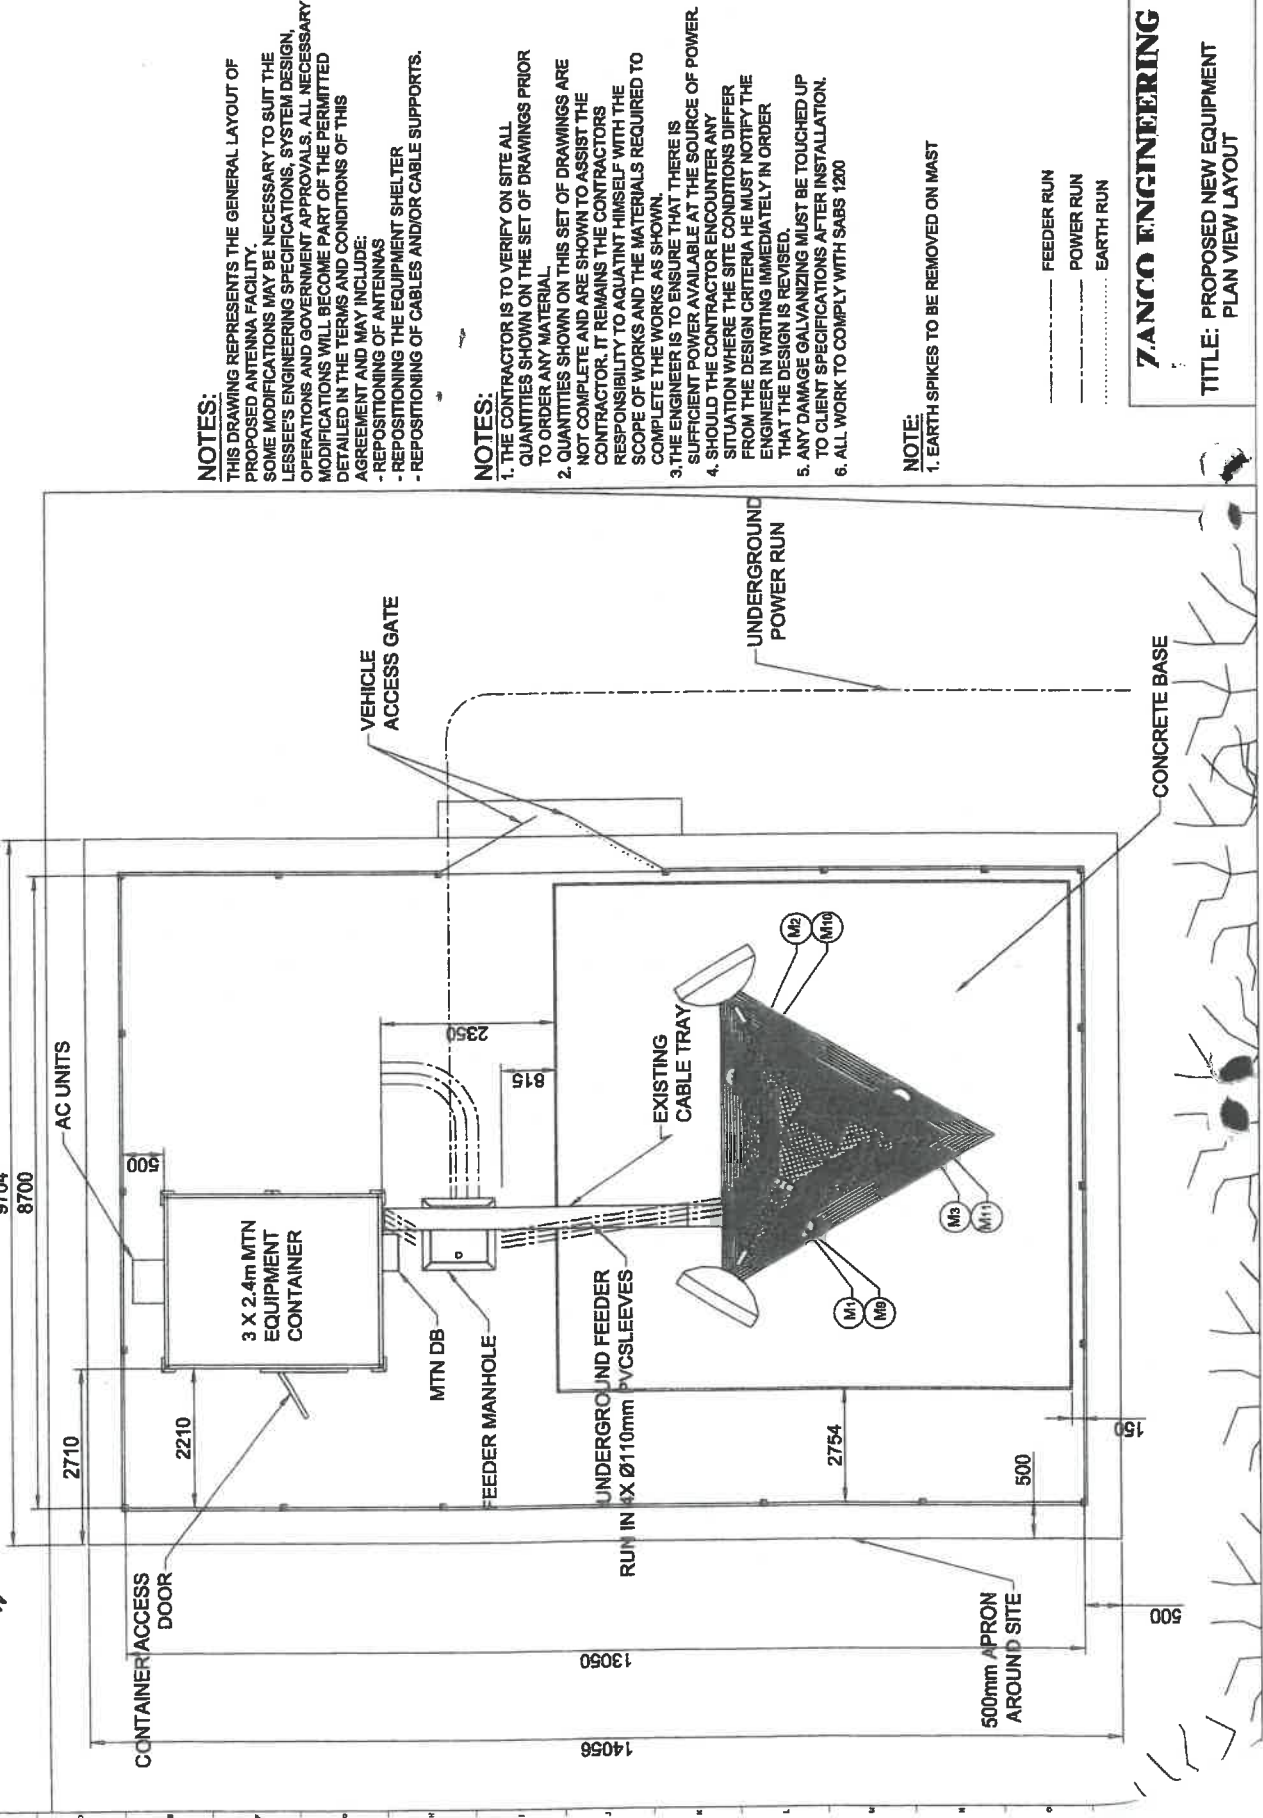 NOTES:
THIS DRAWING REPRESENTS THE GENERAL LAYOUT OF
PROPOSED ANTENNA FACILITY.
SOME MODIFICATIONS MAY BE NECESSARY TO SUIT THE
LESSEE'S ENGINEERING SPECIFICATIONS, SYSTEM DESIGN,
OPERATIONS AND GOVERNMENT APPROVALS. ALL NECESSARY
MODIFICATIONS WILL BECOME PART OF THE PERMITTED
DETAILED IN THE TERMS AND CONDITIONS OF THIS
AGREEMENT AND MAY INCLUDE:
- REPOSITIONING OF ANTENNAS
- REPOSITIONING THE EQUIPMENT SHELTER
- REPOSITIONING OF CABLES AND/OR CABLE SUPPORTS.
NOTES:
1. THE CONTRACTOR IS TO VERIFY ON SITE ALL
QUANTITIES SHOWN ON THE SET OF DRAWINGS PRIOR
TO ORDER ANY MATERIAL.
2. QUANTITIES SHOWN ON THIS SET OF DRAWINGS ARE
NOT COMPLETE AND ARE SHOWN TO ASSIST THE
CONTRACTOR. IT REMAINS THE CONTRACTORS
RESPONSIBILITY TO AQUATINT HIMSELF WITH THE
SCOPE OF WORKS AND THE MATERIALS REQUIRED TO
COMPLETE THE WORKS AS SHOWN.
3.THE ENGINEER IS TO ENSURE THAT THERE IS
SUFFICIENT POWER AVAILABLE AT THE SOURCE OF POWER.
4. SHOULD THE CONTRACTOR ENCOUNTER ANY
SITUATION WHERE THE SITE CONDITIONS DIFFER
FROM THE DESIGN CRITERIA HE MUST NOTIFY THE
ENGINEER IN WRITING IMMEDIATELY IN ORDER
THAT THE DESIGN IS REVISED.
5. ANY DAMAGE GALVANIZING MUST BE TOUCHED UP
TO CLIENT SPECIFICATIONS AFTER INSTALLATION.
6. ALL WORK TO COMPLY WITH SABS 1200
NOTE:
1. EARTH SPIKES TO BE REMOVED ON MAST
FEEDER RUN
POWER RUN
EARTH RUN
ZANCO ENGINEERING
TITLE: PROPOSED NEW EQUIPMENT
PLAN VIEW LAYOUT
9704
8700
2710
2210
500
AC UNITS
CONTAINER ACCESS
DOOR
3 X 2.4m MTN
EQUIPMENT
CONTAINER
VEHICLE
ACCESS GATE
MTN DB
FEEDER MANHOLE
2350
815
UNDERGROUND FEEDER
RUN IN 4X Ø110mm PVCSLEEVES
EXISTING
CABLE TRAY
UNDERGROUND
POWER RUN
M2
M10
M1
M9
M3
M11
2754
500
150
13050
14056
500mm APRON
AROUND SITE
CONCRETE BASE
500